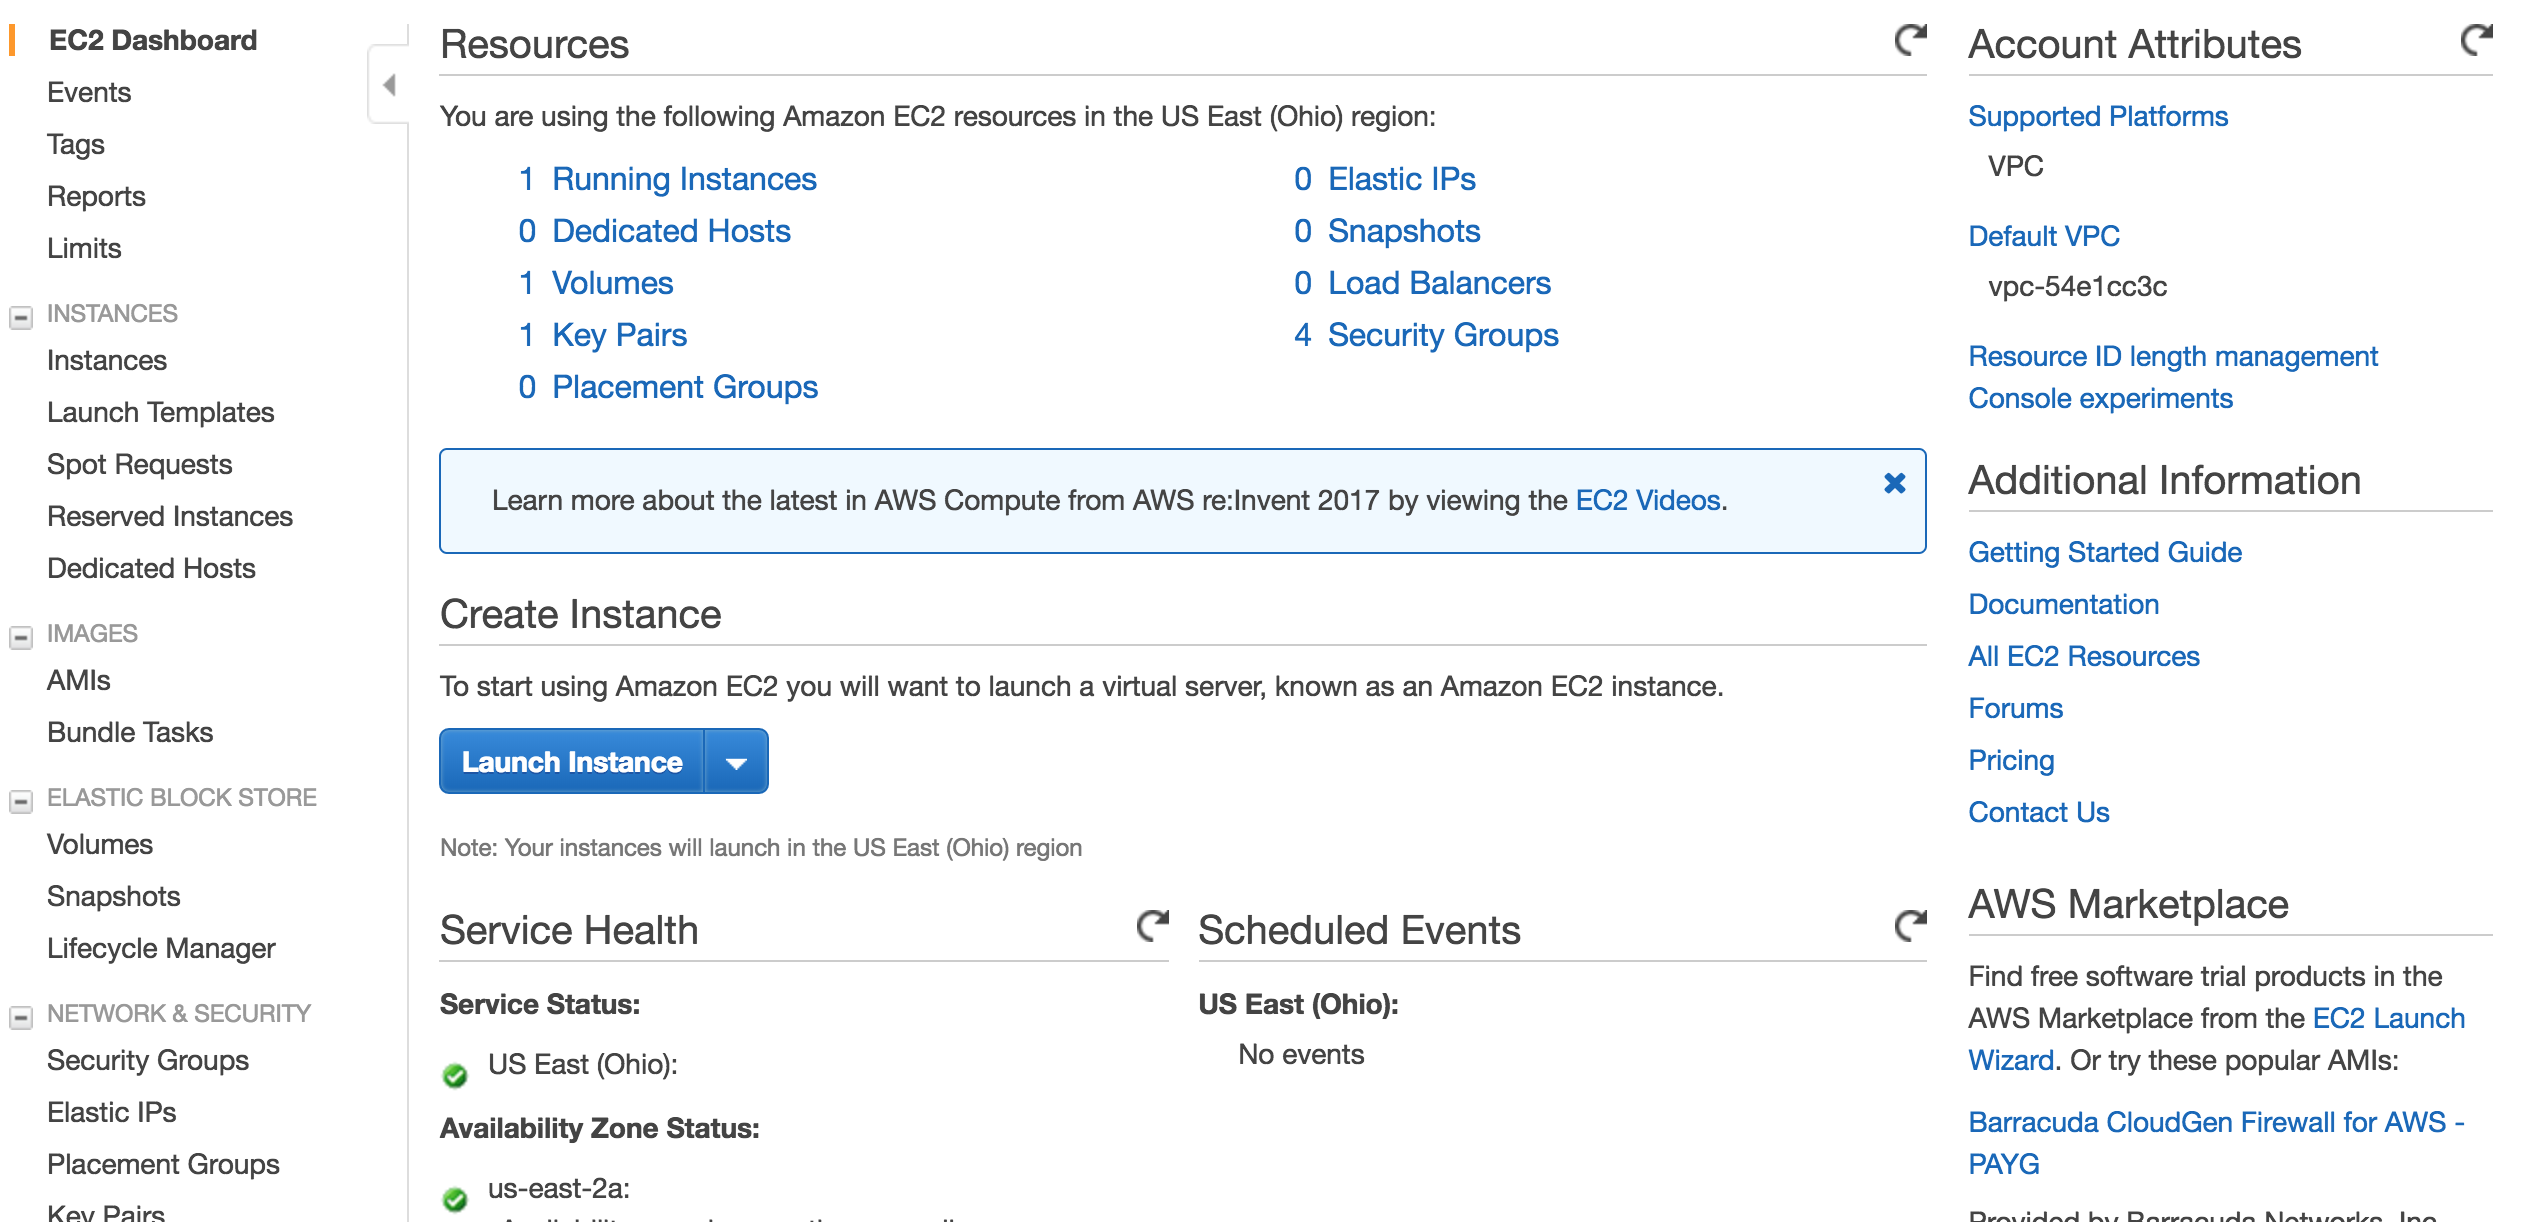 EC2 Dashboard
Events
Tags
Reports
Limits
INSTANCES
Instances
Launch Templates
Spot Requests
Reserved Instances
Dedicated Hosts
IMAGES
AMIs
Bundle Tasks
ELASTIC BLOCK STORE
Volumes
Snapshots
Lifecycle Manager
NETWORK & SECURITY
Security Groups
Elastic IPs
Placement Groups
Key Pairs
Resources
You are using the following Amazon EC2 resources in the US East (Ohio) region:
1 Running Instances
0 Dedicated Hosts
1 Volumes
1 Key Pairs
0 Placement Groups
0 Elastic IPs
0 Snapshots
0 Load Balancers
4 Security Groups
Learn more about the latest in AWS Compute from AWS re:Invent 2017 by viewing the EC2 Videos.
Create Instance
To start using Amazon EC2 you will want to launch a virtual server, known as an Amazon EC2 instance.
Launch Instance
Note: Your instances will launch in the US East (Ohio) region
Service Health
Service Status:
US East (Ohio):
Availability Zone Status:
us-east-2a:
Scheduled Events
US East (Ohio):
No events
Account Attributes
Supported Platforms
VPC
Default VPC
vpc-54e1cc3c
Resource ID length management
Console experiments
Additional Information
Getting Started Guide
Documentation
All EC2 Resources
Forums
Pricing
Contact Us
AWS Marketplace
Find free software trial products in the
AWS Marketplace from the EC2 Launch
Wizard. Or try these popular AMIs:
Barracuda CloudGen Firewall for AWS -
PAYG
Provided by Barracuda Networks, Inc